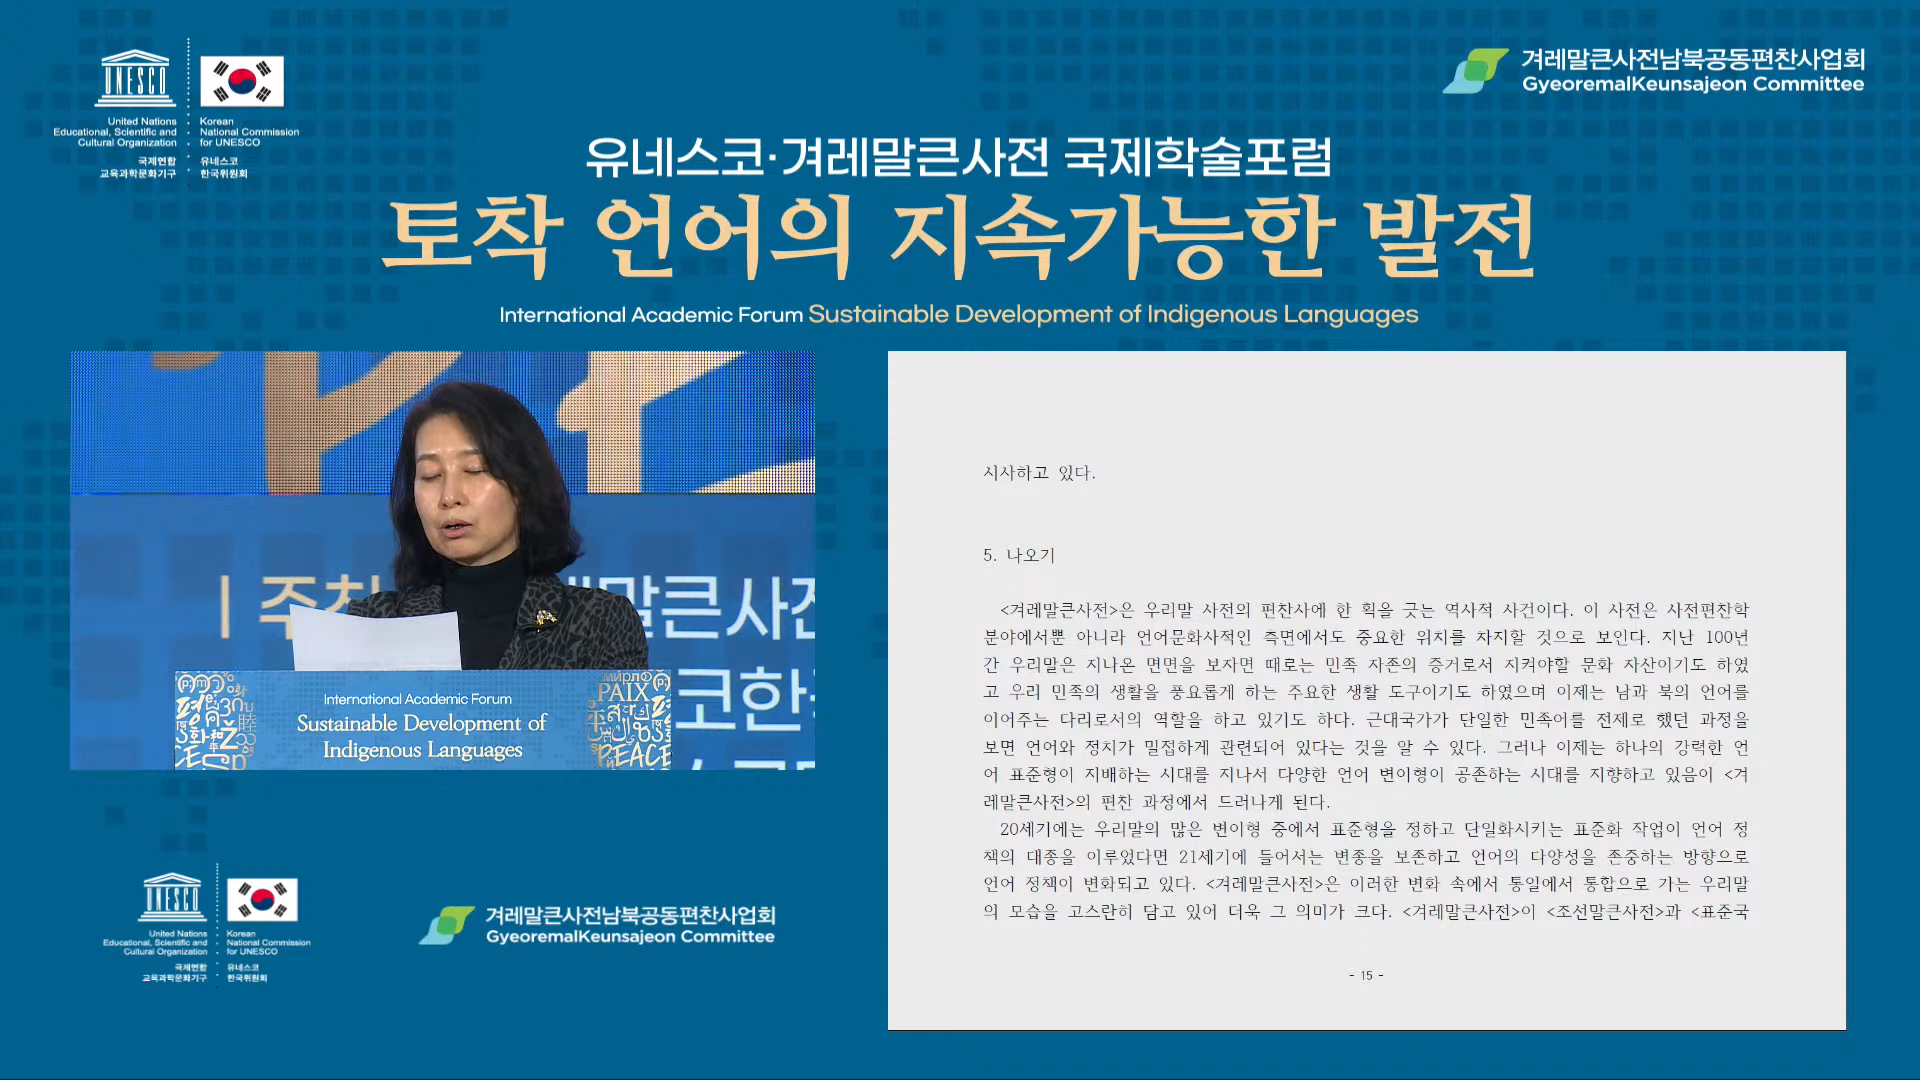 UNESCO
United Nations
Educational, Scientific and
Cultural Organization
국제연합
교육과학문화기구
Korean
National Commission
for UNESCO
유네스코
한국위원회
겨레말큰사전남북공동편찬사업회
GyeoremalKeunsajeon Committee
유네스코·겨레말큰사전 국제학술포럼
토착 언어의 지속가능한 발전
International Academic Forum Sustainable Development of Indigenous Languages
말큰사전
코한
International Academic Forum
Sustainable Development of
Indigenous Languages
PAIX
PEACE
시사하고 있다.
5. 나오기
<겨레말큰사전>은 우리말 사전의 편찬사에 한 획을 긋는 역사적 사건이다. 이 사전은 사전편찬학
분야에서뿐 아니라 언어문화사적인 측면에서도 중요한 위치를 차지할 것으로 보인다. 지난 100년
간 우리말은 지나온 면면을 보자면 때로는 민족 자존의 증거로서 지켜야할 문화 자산이기도 하였
고 우리 민족의 생활을 풍요롭게 하는 주요한 생활 도구이기도 하였으며 이제는 남과 북의 언어를
이어주는 다리로서의 역할을 하고 있기도 하다. 근대국가가 단일한 민족어를 전제로 했던 과정을
보면 언어와 정치가 밀접하게 관련되어 있다는 것을 알 수 있다. 그러나 이제는 하나의 강력한 언
어 표준형이 지배하는 시대를 지나서 다양한 언어 변이형이 공존하는 시대를 지향하고 있음이 <겨
레말큰사전>의 편찬 과정에서 드러나게 된다.
20세기에는 우리말의 많은 변이형 중에서 표준형을 정하고 단일화시키는 표준화 작업이 언어 정
책의 대종을 이루었다면 21세기에 들어서는 변종을 보존하고 언어의 다양성을 존중하는 방향으로
언어 정책이 변화되고 있다. <겨레말큰사전>은 이러한 변화 속에서 통일에서 통합으로 가는 우리말
의 모습을 고스란히 담고 있어 더욱 그 의미가 크다. <겨레말큰사전>이 <조선말큰사전>과 <표준국
- 15 -
UNESCO
United Nations
Educational, Scientific and
Cultural Organization
국제연합
교육과학문화기구
Korean
National Commission
for UNESCO
유네스코
한국위원회
겨레말큰사전남북공동편찬사업회
GyeoremalKeunsajeon Committee